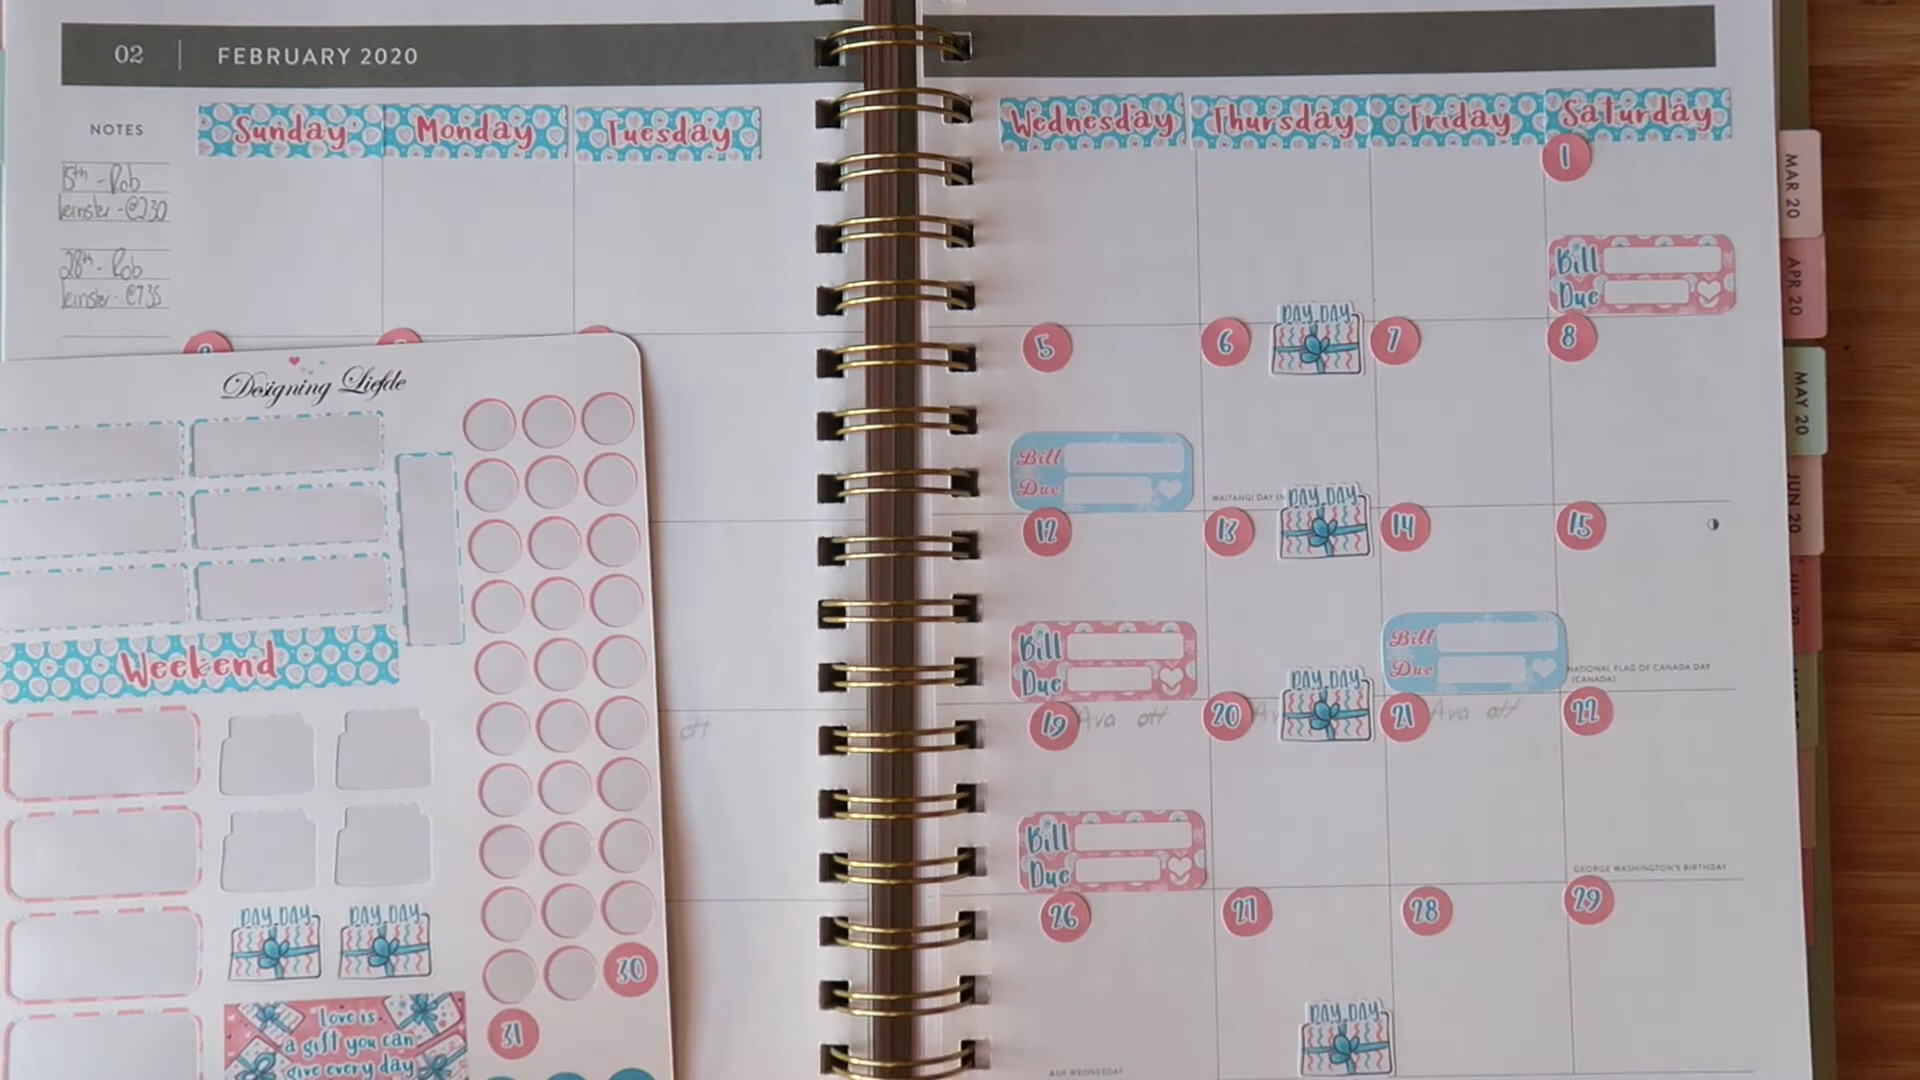 02 | FEBRUARY 2020
NOTES
Sunday Monday Tuesday Wednesday Thursday Friday Saturday
15th - Rob
leinster - @230
28th - Rob
leinster - @735
1
Bill
Due
5 6 PAY DAY 7 8
Bill
Due
WAITANGI DAY PAY DAY
12 13 14 15
Bill
Due
Bill
Due
NATIONAL FLAG OF CANADA DAY
(CANADA)
PAY DAY
19 Ava off 20 21 Ava off 22
off
Bill
Due
GEORGE WASHINGTON'S BIRTHDAY
26 27 28 29
PAY DAY
ASH WEDNESDAY
Designing Liefde
Weekend
PAY DAY PAY DAY
30
31
Love is
a gift you can
give every day
MAR 20
APR 20
MAY 20
JUN 20